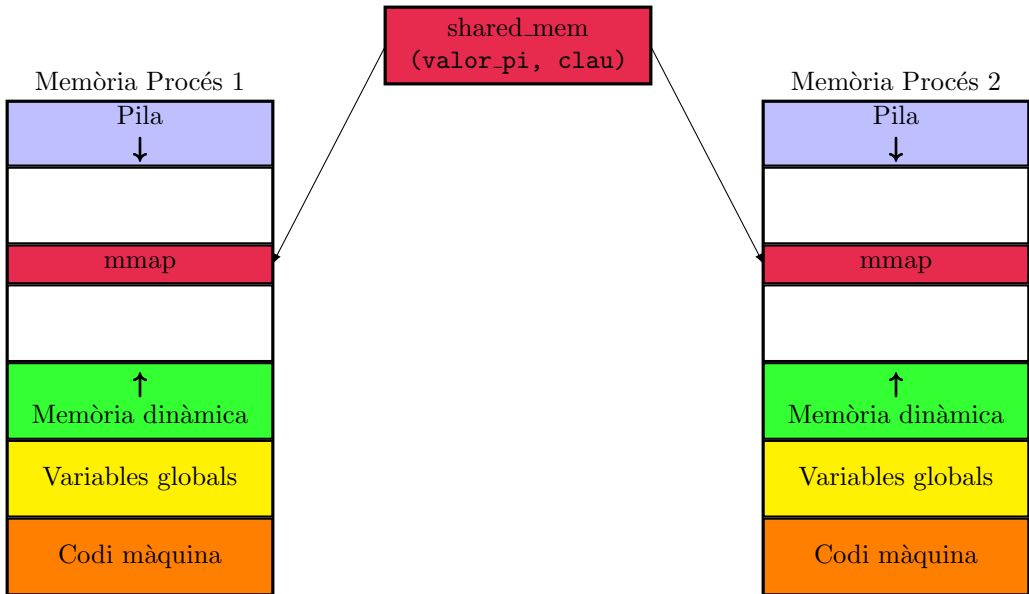 shared_mem
(valor_pi, clau)
Memòria Procés 1
Pila
mmap
Memòria dinàmica
Variables globals
Codi màquina
Memòria Procés 2
Pila
mmap
Memòria dinàmica
Variables globals
Codi màquina